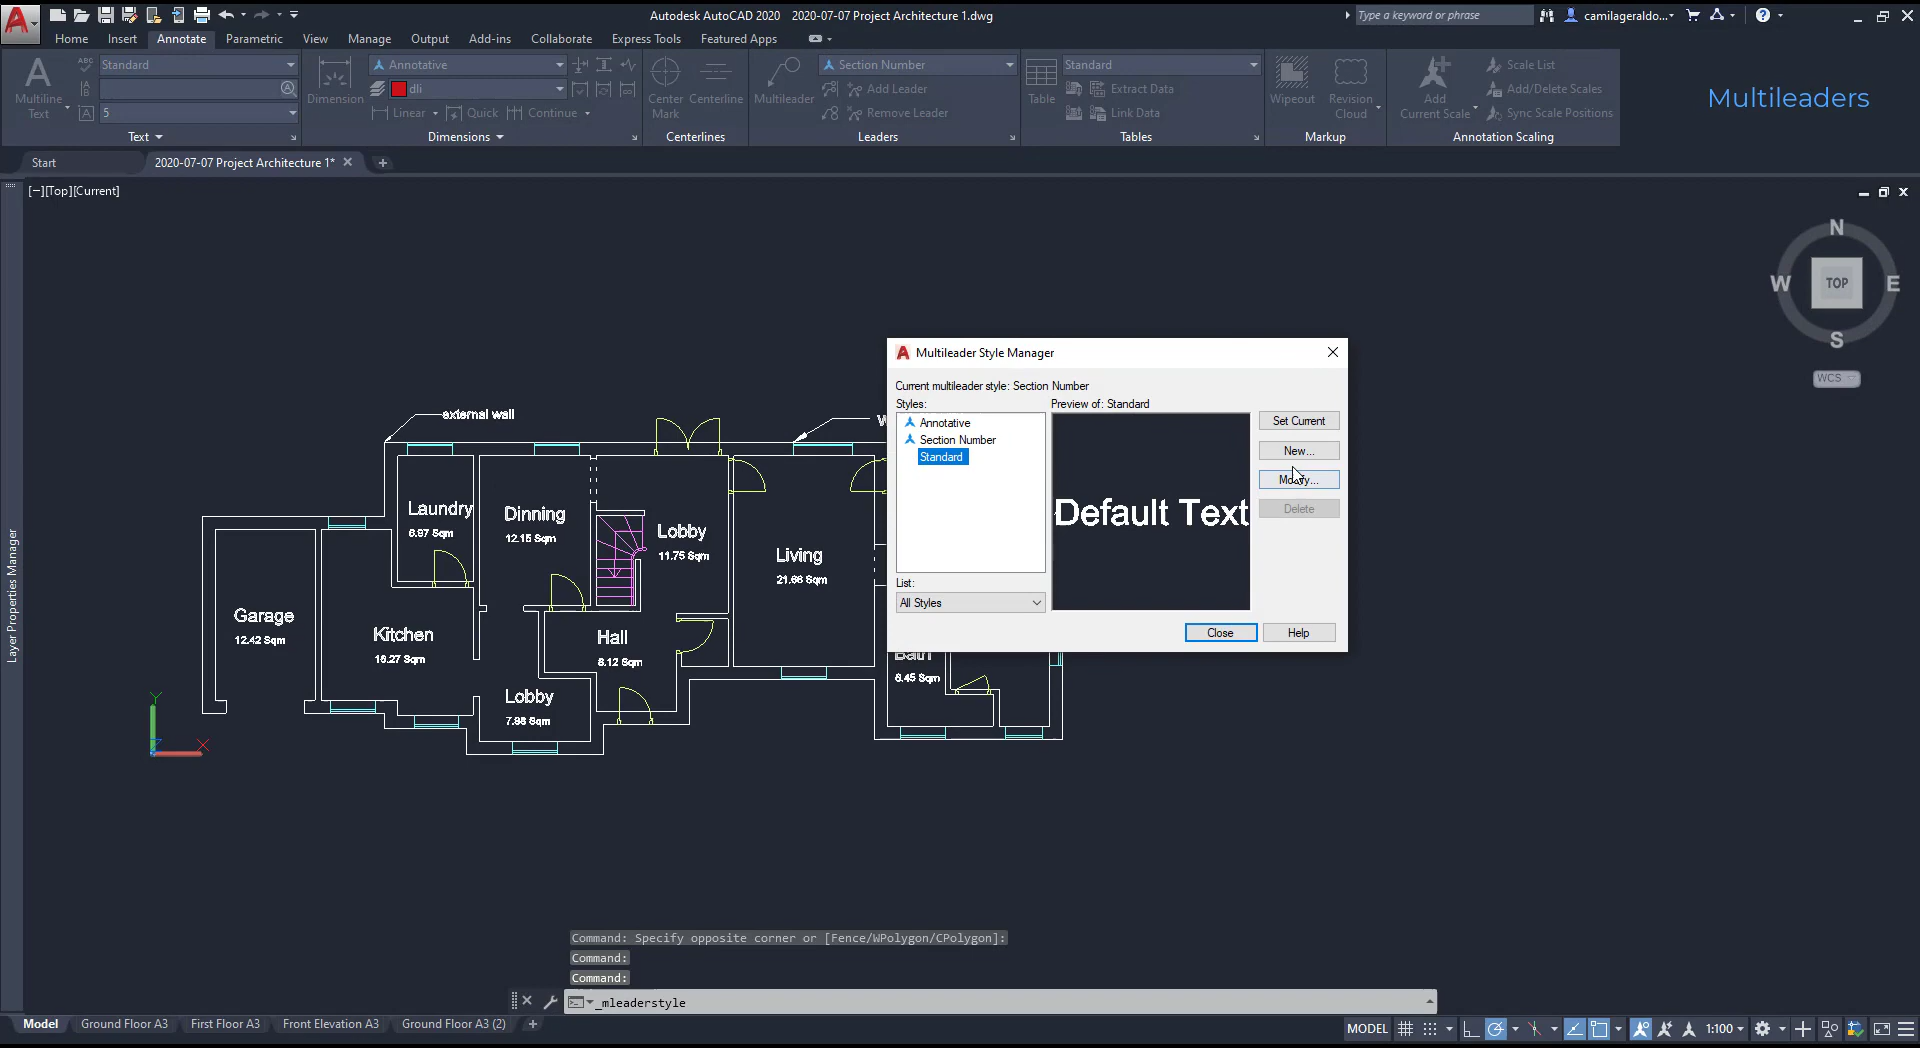 Autodesk AutoCAD 2020 2020-07-07 Project Architecture 1.dwg
Type a keyword or phrase
camilageraldo...
Home Insert Annotate Parametric View Manage Output Add-ins Collaborate Express Tools Featured Apps
Multiline
Text
ABC
Standard
5
Text
Dimension
Annotative
dli
Linear
Quick
Continue
Dimensions
Center
Mark
Centerline
Centerlines
Multileader
Section Number
Add Leader
Remove Leader
Leaders
Table
Standard
Extract Data
Link Data
Tables
Wipeout
Revision
Cloud
Markup
Add
Current Scale
Scale List
Add/Delete Scales
Sync Scale Positions
Annotation Scaling
Multileaders
Start
2020-07-07 Project Architecture 1*
[−][Top][Current]
N
W TOP E
S
WCS
Layer Properties Manager
external wall
W
Laundry
6.97 Sqm
Dinning
12.15 Sqm
Lobby
11.75 Sqm
Living
21.66 Sqm
Garage
12.42 Sqm
Kitchen
16.27 Sqm
Hall
8.12 Sqm
Lobby
7.98 Sqm
Bath
6.45 Sqm
Y
X
Z
Multileader Style Manager
Current multileader style: Section Number
Styles:
Annotative
Section Number
Standard
Preview of: Standard
Default Text
Set Current
New...
Modify...
Delete
List:
All Styles
Close
Help
Command: Specify opposite corner or [Fence/WPolygon/CPolygon]:
Command:
Command:
_mleaderstyle
Model Ground Floor A3 First Floor A3 Front Elevation A3 Ground Floor A3 (2)
MODEL
1:100